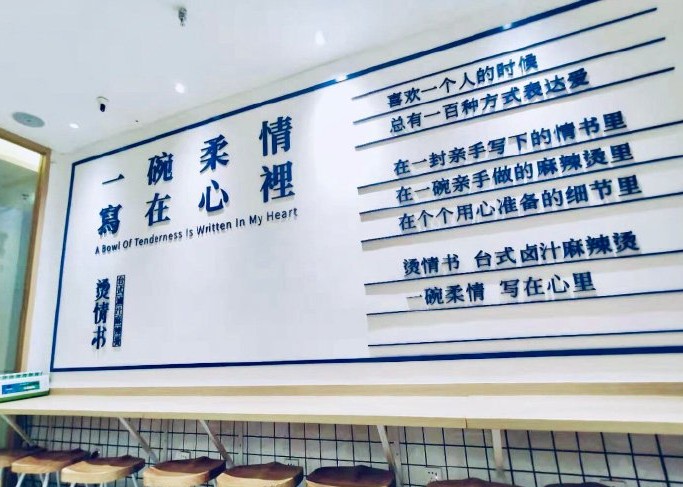 一碗柔情
寫在心裡
A Bowl Of Tenderness Is Written In My Heart
烫情书
喜欢一个人的时候
总有一百种方式表达爱
在一封亲手写下的情书里
在一碗亲手做的麻辣烫里
在个个用心准备的细节里
烫情书 台式卤汁麻辣烫
一碗柔情 写在心里